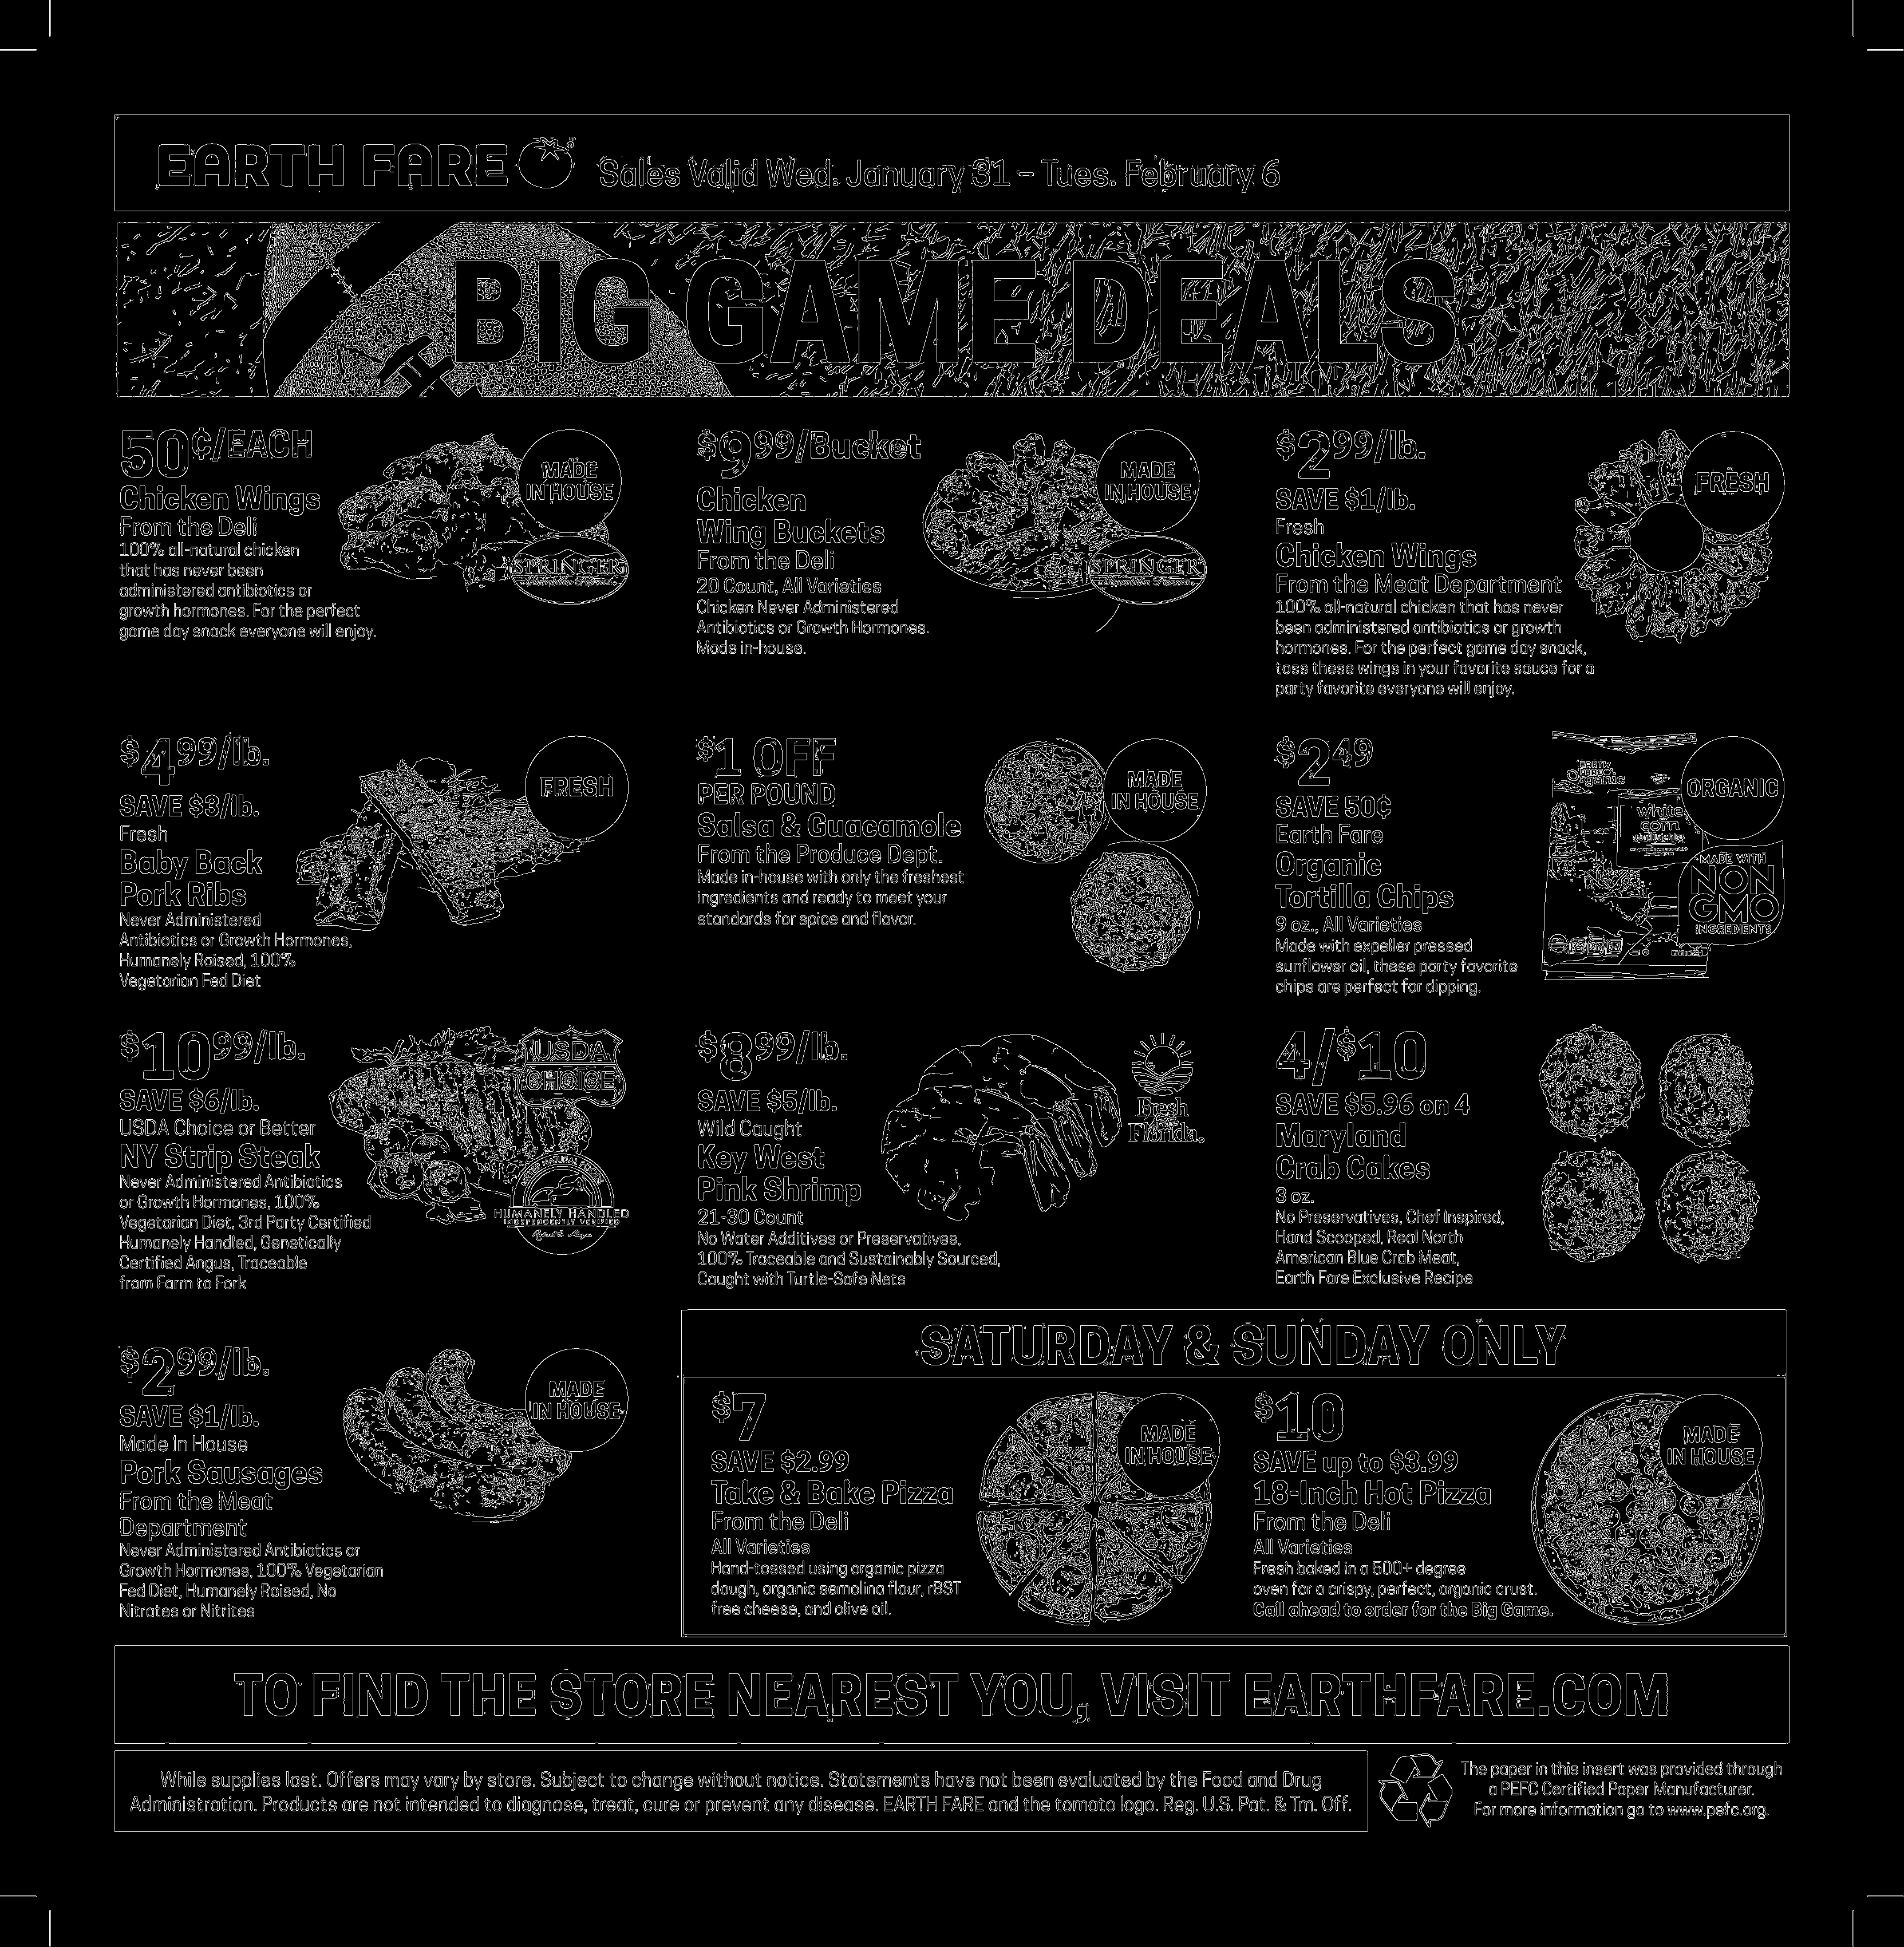 EARTH FARE
Sales Valid Wed. January 31 – Tues. February 6
BIG GAME DEALS
50¢/EACH
Chicken Wings
From the Deli
100% all-natural chicken
that has never been
administered antibiotics or
growth hormones. For the perfect
game day snack everyone will enjoy.
MADE
IN HOUSE
SPRINGER
$9 99/Bucket
Chicken
Wing Buckets
From the Deli
20 Count, All Varieties
Chicken Never Administered
Antibiotics or Growth Hormones.
Made in-house.
MADE
IN HOUSE
SPRINGER
$2 99/lb.
SAVE $1/lb.
Fresh
Chicken Wings
From the Meat Department
100% all-natural chicken that has never
been administered antibiotics or growth
hormones. For the perfect game day snack,
toss these wings in your favorite sauce for a
party favorite everyone will enjoy.
FRESH
$4 99/lb.
SAVE $3/lb.
Fresh
Baby Back
Pork Ribs
Never Administered
Antibiotics or Growth Hormones,
Humanely Raised, 100%
Vegetarian Fed Diet
FRESH
$1 OFF
PER POUND
Salsa & Guacamole
From the Produce Dept.
Made in-house with only the freshest
ingredients and ready to meet your
standards for spice and flavor.
MADE
IN HOUSE
$2 49
SAVE 50¢
Earth Fare
Organic
Tortilla Chips
9 oz., All Varieties
Made with expeller pressed
sunflower oil, these party favorite
chips are perfect for dipping.
organic
white
corn
ORGANIC
MADE WITH
NON
GMO
INGREDIENTS
$10 99/lb.
SAVE $6/lb.
USDA Choice or Better
NY Strip Steak
Never Administered Antibiotics
or Growth Hormones, 100%
Vegetarian Diet, 3rd Party Certified
Humanely Handled, Genetically
Certified Angus, Traceable
from Farm to Fork
USDA
CHOICE
HUMANELY HANDLED
INDEPENDENTLY VERIFIED
$8 99/lb.
SAVE $5/lb.
Wild Caught
Key West
Pink Shrimp
21-30 Count
No Water Additives or Preservatives,
100% Traceable and Sustainably Sourced,
Caught with Turtle-Safe Nets
Fresh
Florida
4/$10
SAVE $5.96 on 4
Maryland
Crab Cakes
3 oz.
No Preservatives, Chef Inspired,
Hand Scooped, Real North
American Blue Crab Meat,
Earth Fare Exclusive Recipe
$2 99/lb.
SAVE $1/lb.
Made In House
Pork Sausages
From the Meat
Department
Never Administered Antibiotics or
Growth Hormones, 100% Vegetarian
Fed Diet, Humanely Raised, No
Nitrates or Nitrites
MADE
IN HOUSE
SATURDAY & SUNDAY ONLY
$7
SAVE $2.99
Take & Bake Pizza
From the Deli
All Varieties
Hand-tossed using organic pizza
dough, organic semolina flour, rBST
free cheese, and olive oil.
MADE
IN HOUSE
$10
SAVE up to $3.99
18-Inch Hot Pizza
From the Deli
All Varieties
Fresh baked in a 500+ degree
oven for a crispy, perfect, organic crust.
Call ahead to order for the Big Game.
MADE
IN HOUSE
TO FIND THE STORE NEAREST YOU, VISIT EARTHFARE.COM
While supplies last. Offers may vary by store. Subject to change without notice. Statements have not been evaluated by the Food and Drug
Administration. Products are not intended to diagnose, treat, cure or prevent any disease. EARTH FARE and the tomato logo. Reg. U.S. Pat. & Tm. Off.
The paper in this insert was provided through
a PEFC Certified Paper Manufacturer.
For more information go to www.pefc.org.